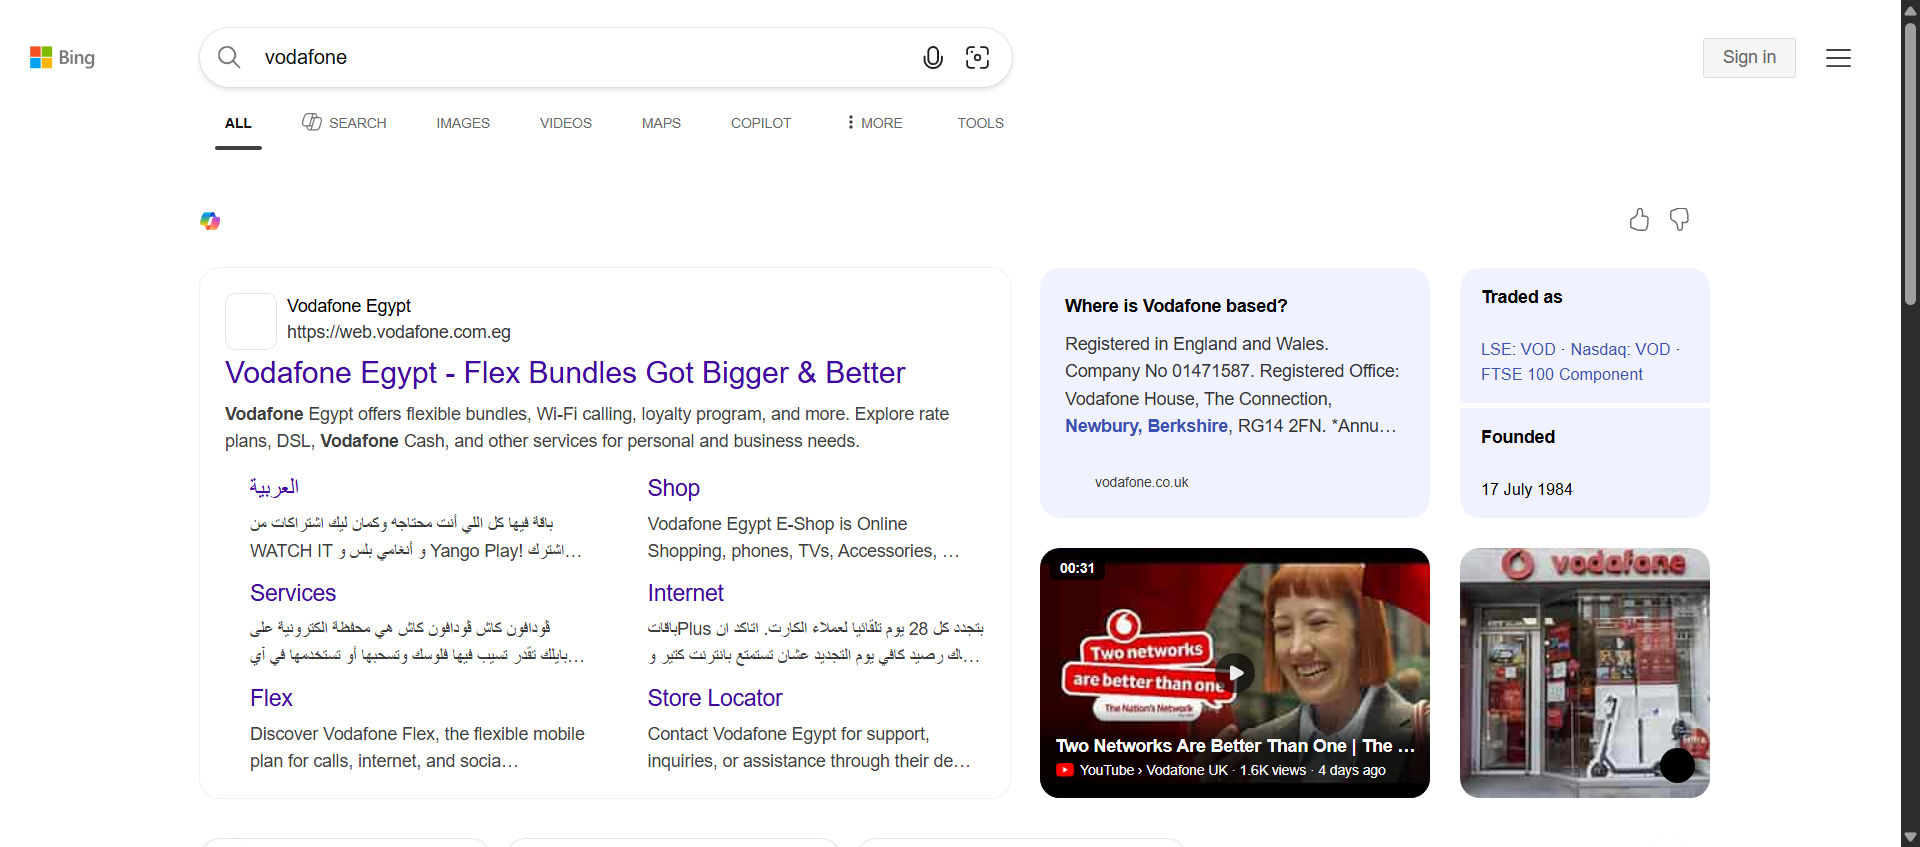 Bing
vodafone
Sign in
ALL
SEARCH
IMAGES
VIDEOS
MAPS
COPILOT
MORE
TOOLS
Vodafone Egypt
https://web.vodafone.com.eg
Vodafone Egypt - Flex Bundles Got Bigger & Better
Vodafone Egypt offers flexible bundles, Wi-Fi calling, loyalty program, and more. Explore rate
plans, DSL, Vodafone Cash, and other services for personal and business needs.
العربية
باقة فيها كل اللي أنت محتاجه وكمان ليك اشتراكات من
WATCH IT و أنغامي بلس و Yango Play! اشترك…
Shop
Vodafone Egypt E-Shop is Online
Shopping, phones, TVs, Accessories, …
Services
ڤودافون كاش ڤودافون كاش هي محفظة الكترونية على
بايلك تقدر تسيب فيها فلوسك وتسحبها أو تستخدمها في آي…
Internet
باقاتPlus بتجدد كل 28 يوم تلقائيا لعملاء الكارت. اتاكد ان
…اك رصيد كافي يوم التجديد عشان تستمتع بانترنت كتير و
Flex
Discover Vodafone Flex, the flexible mobile
plan for calls, internet, and socia…
Store Locator
Contact Vodafone Egypt for support,
inquiries, or assistance through their de…
Where is Vodafone based?
Registered in England and Wales.
Company No 01471587. Registered Office:
Vodafone House, The Connection,
Newbury, Berkshire, RG14 2FN. *Annu…
vodafone.co.uk
Traded as
LSE: VOD · Nasdaq: VOD ·
FTSE 100 Component
Founded
17 July 1984
00:31
Two networks
are better than one
The Nation's Network
Two Networks Are Better Than One | The …
YouTube › Vodafone UK · 1.6K views · 4 days ago
vodafone